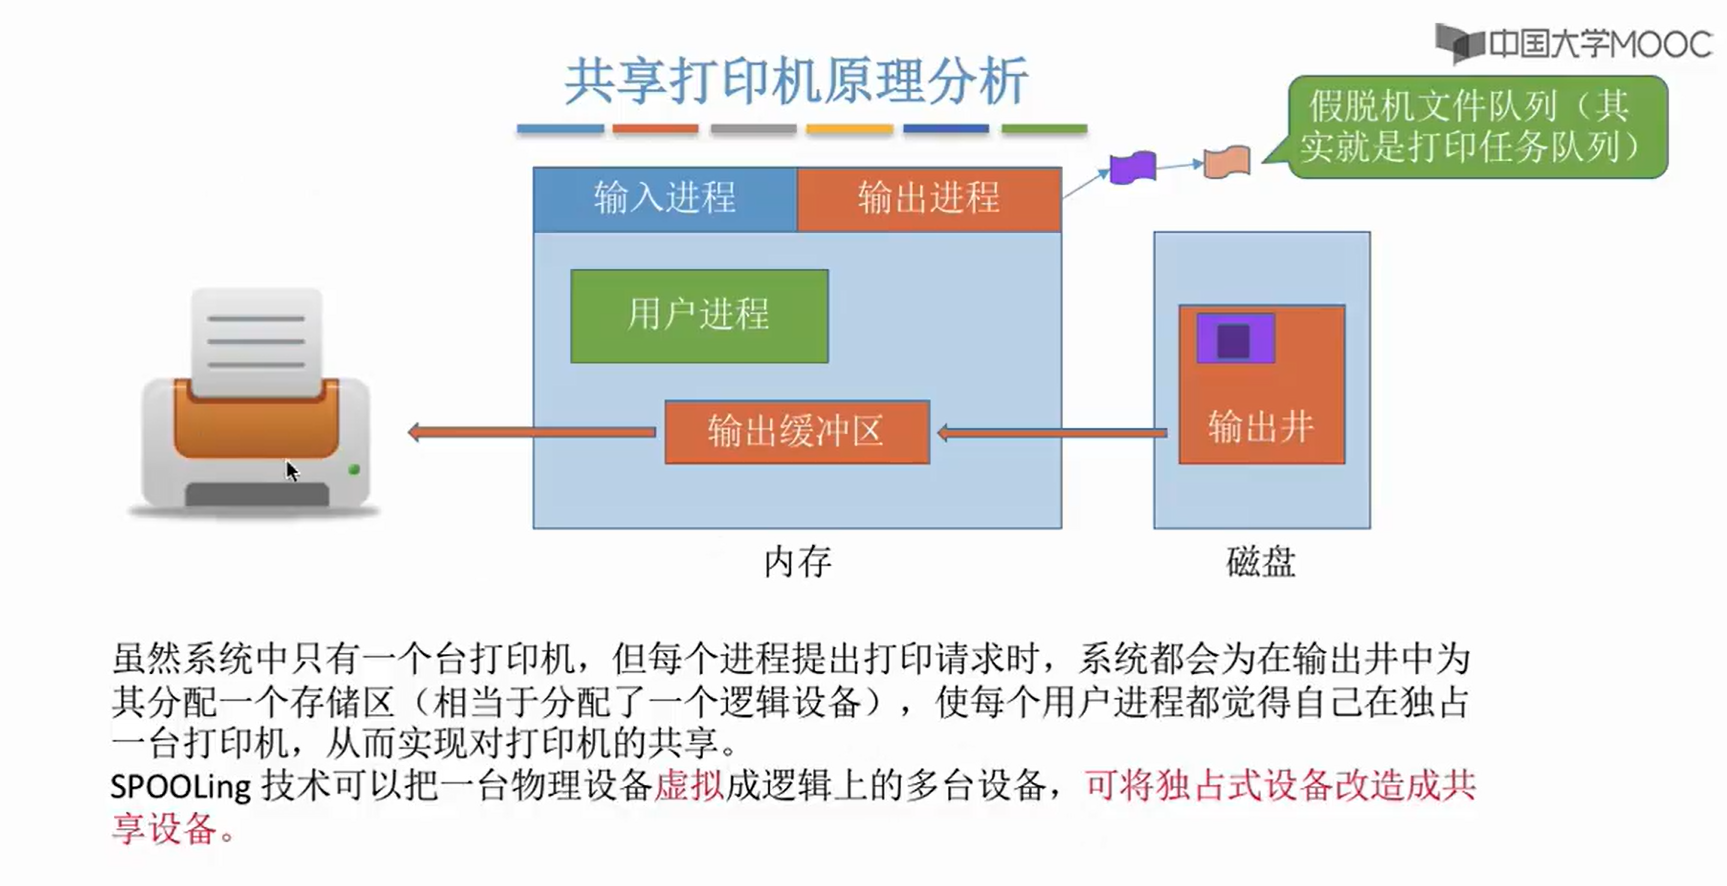 中国大学MOOC
共享打印机原理分析
假脱机文件队列（其
实就是打印任务队列）
输入进程
输出进程
用户进程
输出缓冲区
输出井
内存
磁盘
虽然系统中只有一个台打印机，但每个进程提出打印请求时，系统都会为在输出井中为
其分配一个存储区（相当于分配了一个逻辑设备），使每个用户进程都觉得自己在独占
一台打印机，从而实现对打印机的共享。
SPOOLing 技术可以把一台物理设备虚拟成逻辑上的多台设备，可将独占式设备改造成共
享设备。